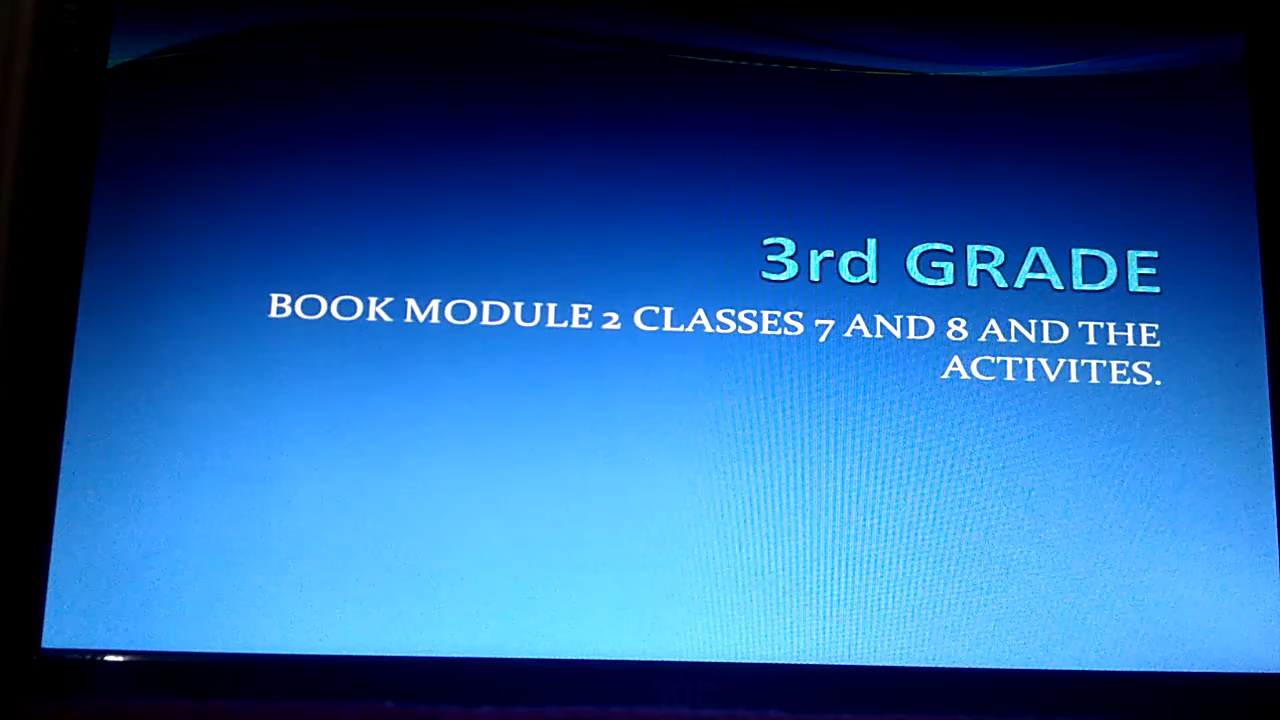 3rd GRADE
BOOK MODULE 2 CLASSES 7 AND 8 AND THE
ACTIVITES.